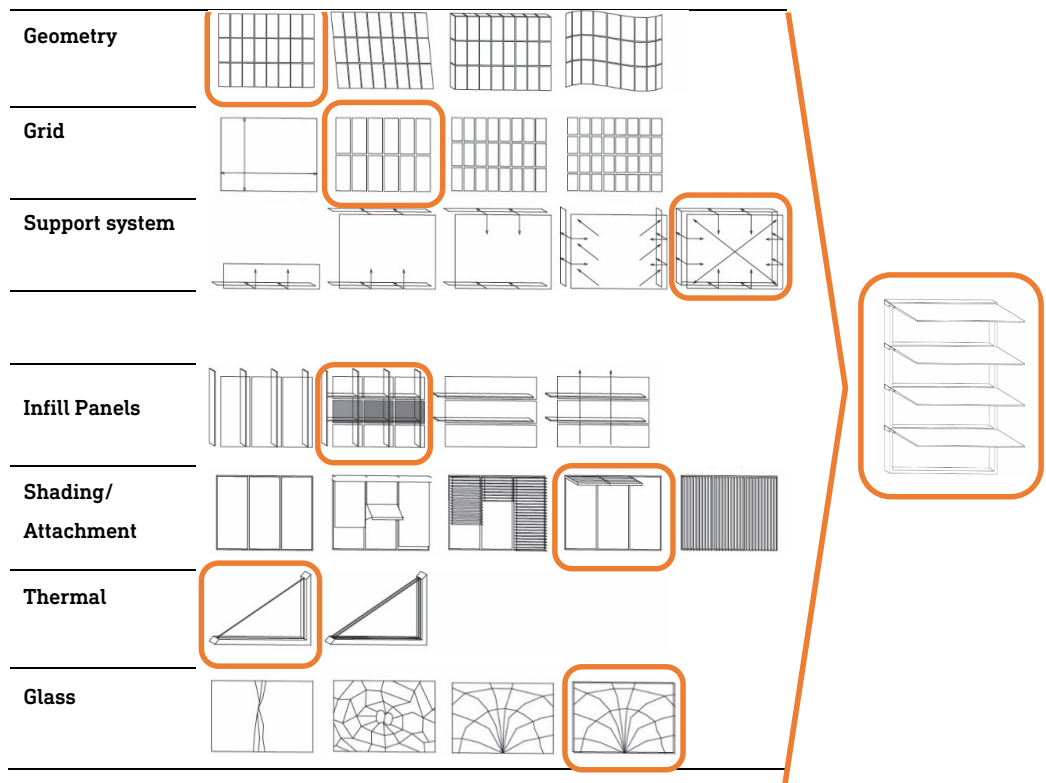 Geometry
Grid
Support system
Infill Panels
Shading/
Attachment
Thermal
Glass